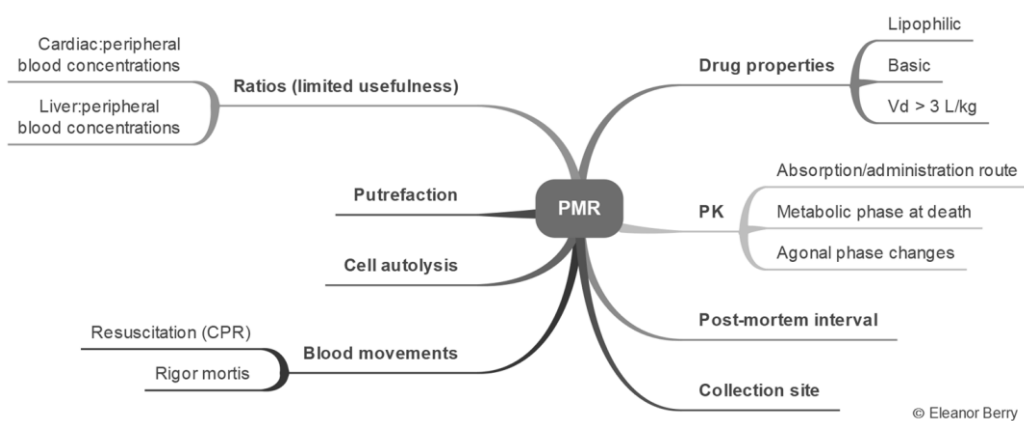 Cardiac:peripheral
blood concentrations
Liver:peripheral
blood concentrations
Ratios (limited usefulness)
Putrefaction
Cell autolysis
Resuscitation (CPR)
Rigor mortis
Blood movements
PMR
Drug properties
Lipophilic
Basic
Vd > 3 L/kg
PK
Absorption/administration route
Metabolic phase at death
Agonal phase changes
Post-mortem interval
Collection site
© Eleanor Berry